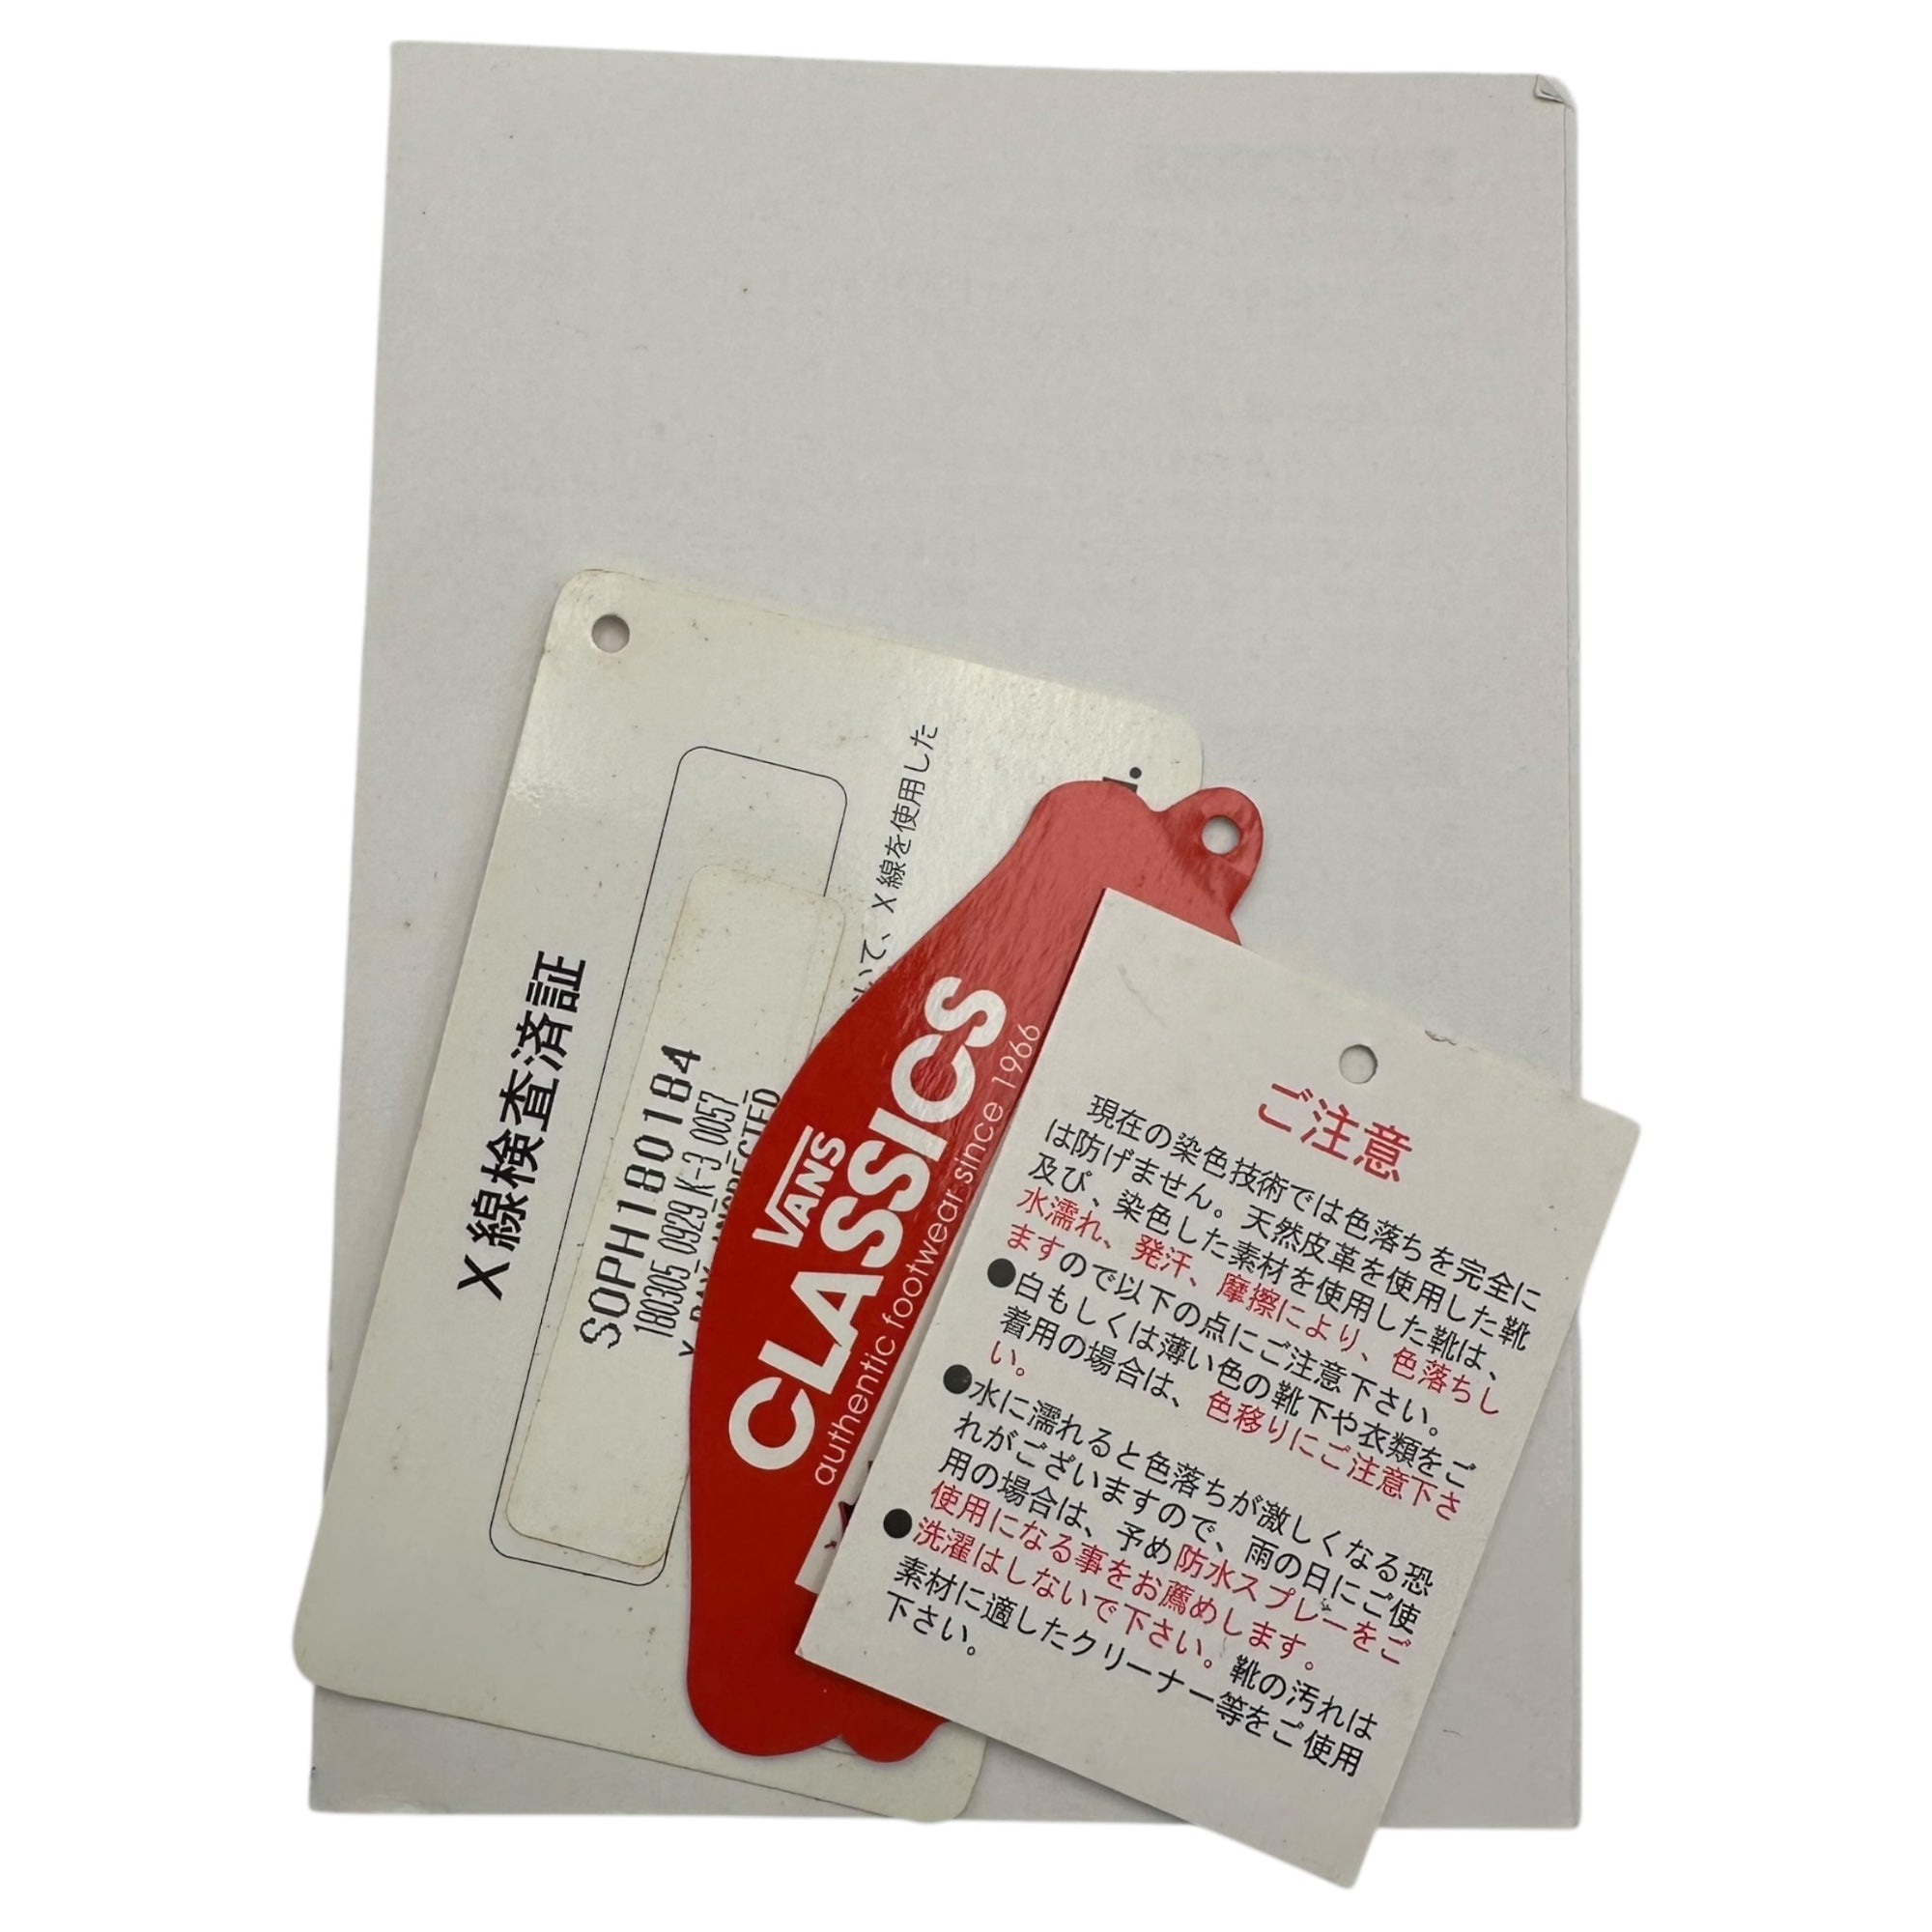 X線検査済証
SOPH180184
180305_0929_K-3_0057
X-RAY INSPECTED
いて、X線を使用した
VANS
CLASSICS
authentic footwear since 1966
ご注意
現在の染色技術では色落ちを完全に
は防げません。天然皮革を使用した靴
及び、染色した素材を使用した靴は、
水濡れ、発汗、摩擦により、色落ちし
ますので以下の点にご注意下さい。
●白もしくは薄い色の靴下や衣類をご
着用の場合は、色移りにご注意下さ
い。
●水に濡れると色落ちが激しくなる恐
れがございますので、雨の日にご使
用の場合は、予め防水スプレーをご
使用になる事をお薦めします。
●洗濯はしないで下さい。靴の汚れは
素材に適したクリーナー等をご使用
下さい。